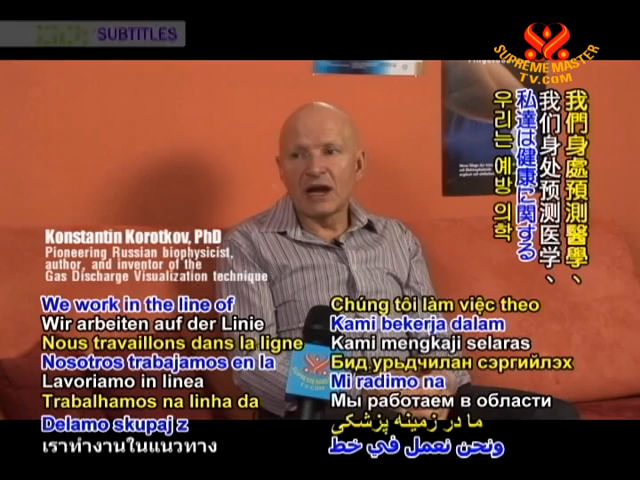 SUBTITLES
SUPREME MASTER
TV.COM
我們身處預測醫學、
我们身处预测医学、
私達は健康に関する
우리는 예방 의학
Konstantin Korotkov, PhD
Pioneering Russian biophysicist,
author, and inventor of the
Gas Discharge Visualization technique
We work in the line of
Wir arbeiten auf der Linie
Nous travaillons dans la ligne
Nosotros trabajamos en la
Lavoriamo in linea
Trabalhamos na linha da
Delamo skupaj z
เราทำงานในแนวทาง
Chúng tôi làm việc theo
Kami bekerja dalam
Kami mengkaji selaras
Бид урьдчилан сэргийлэх
Mi radimo na
Мы работаем в области
ما در زمینه پزشکی
ونحن نعمل في خط
SUPREME MASTER
TV.COM